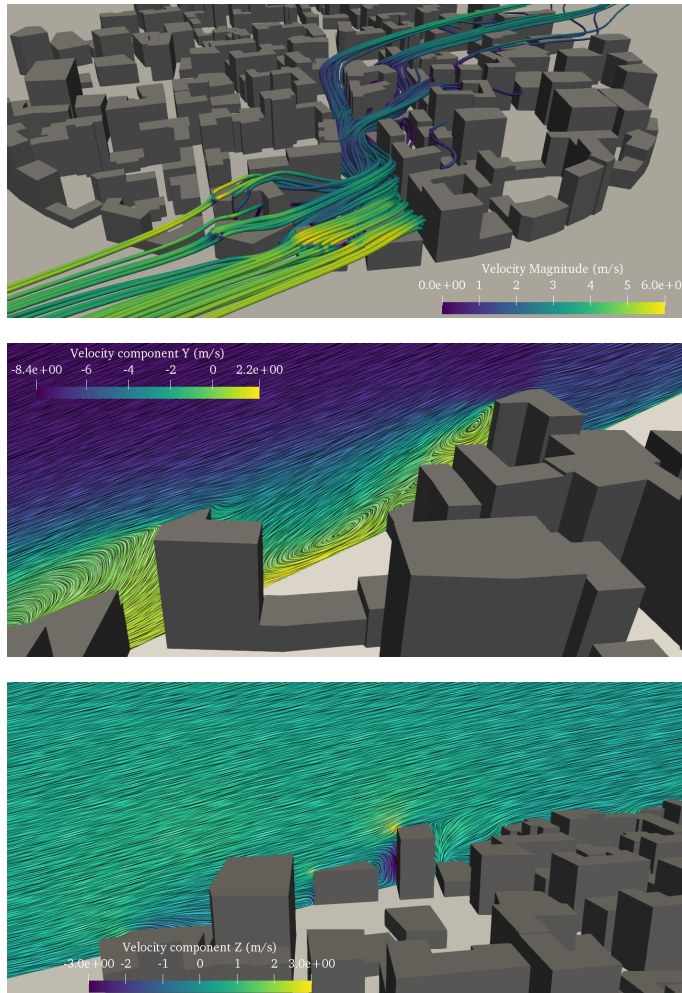 Velocity Magnitude (m/s)
0.0e+00 1 2 3 4 5 6.0e+0
Velocity component Y (m/s)
-8.4e+00 -6 -4 -2 0 2.2e+00
Velocity component Z (m/s)
-3.0e+00 -2 -1 0 1 2 3.0e+00